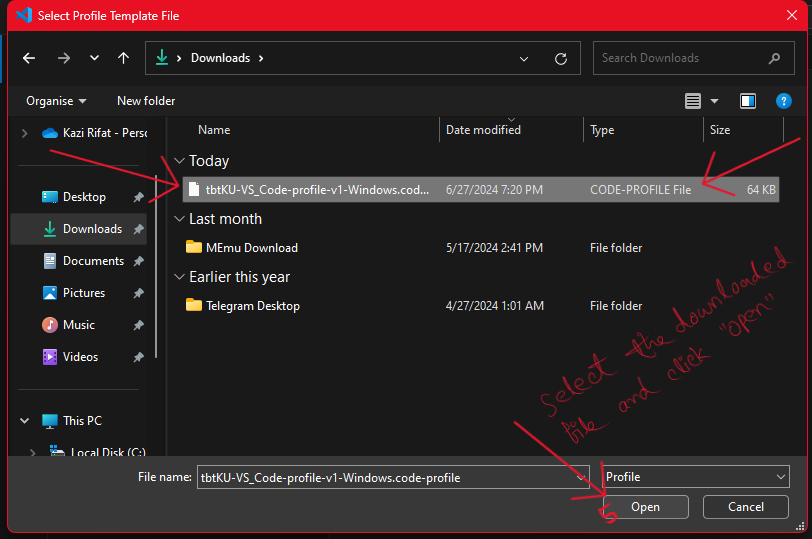 Select Profile Template File
Downloads
Search Downloads
Organise
New folder
Kazi Rifat - Persc
Desktop
Downloads
Documents
Pictures
Music
Videos
This PC
Local Disk (C:)
Name Date modified Type Size
Today
tbtKU-VS_Code-profile-v1-Windows.cod... 6/27/2024 7:20 PM CODE-PROFILE File 64 KB
Last month
MEmu Download 5/17/2024 2:41 PM File folder
Earlier this year
Telegram Desktop 4/27/2024 1:01 AM File folder
Select the downloaded
file and click "open"
File name: tbtKU-VS_Code-profile-v1-Windows.code-profile Profile
5
Open Cancel